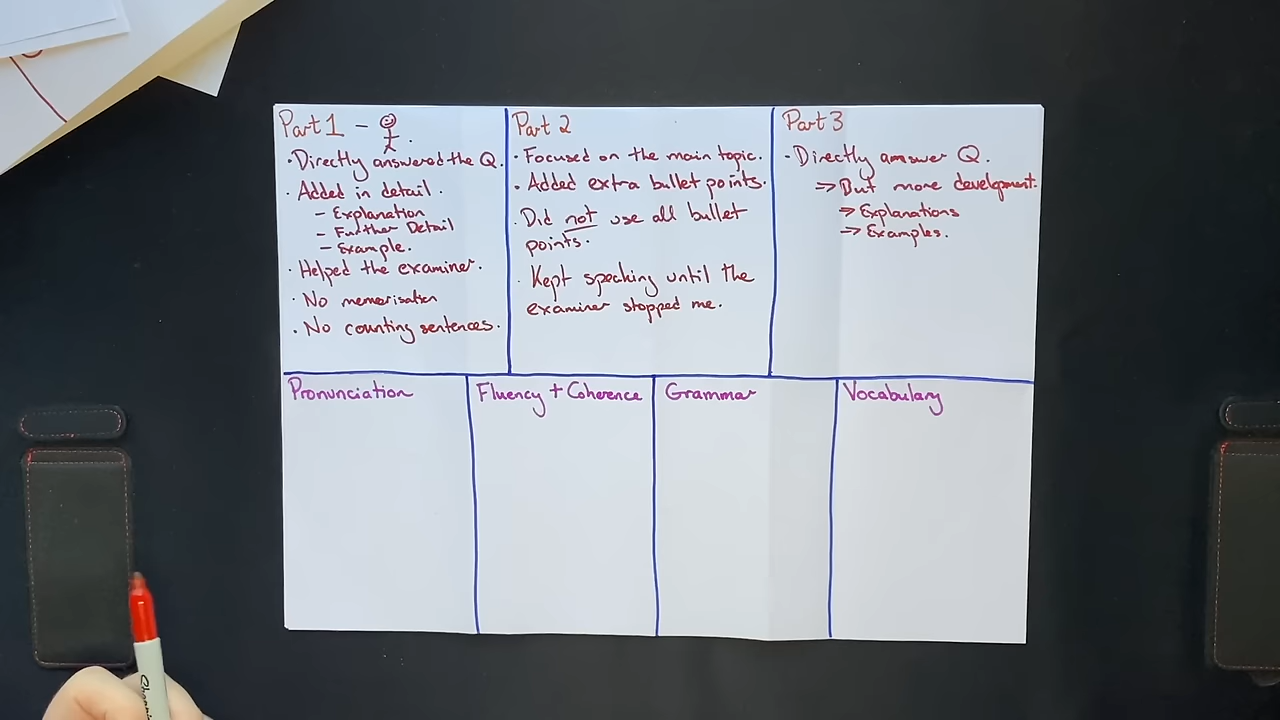 Part 1 -
· Directly answered the Q.
· Added in detail.
- Explanation
- Further Detail
- Example.
· Helped the examiner.
· No memorisation
· No counting sentences.
Part 2
· Focused on the main topic.
· Added extra bullet points.
· Did not use all bullet
points.
· Kept speaking until the
examiner stopped me.
Part 3
· Directly answer Q.
⇒ But more development.
→ Explanations
→ Examples.
Pronunciation
Fluency + Coherence
Grammar
Vocabulary